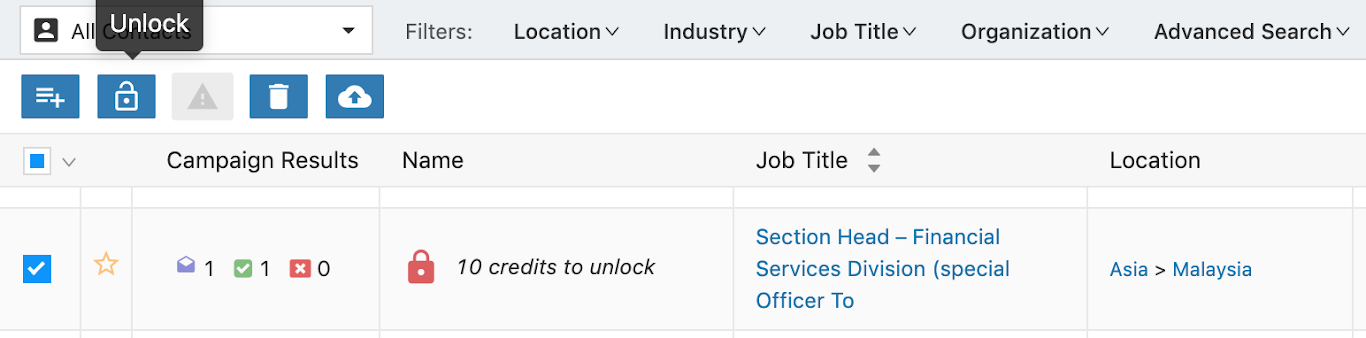 Unlock
All Contacts
Filters: Location Industry Job Title Organization Advanced Search
Campaign Results Name Job Title Location
1 1 0
10 credits to unlock
Section Head – Financial
Services Division (special
Officer To
Asia > Malaysia